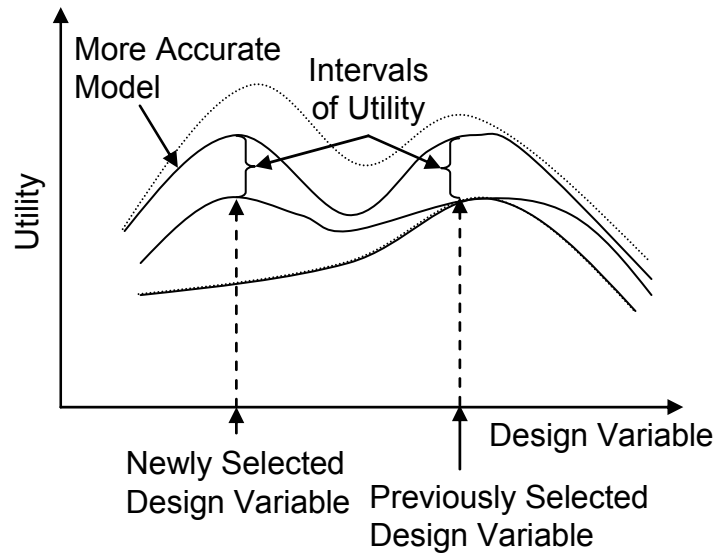 More Accurate
Model
Intervals
of Utility
Utility
Design Variable
Newly Selected
Design Variable
Previously Selected
Design Variable